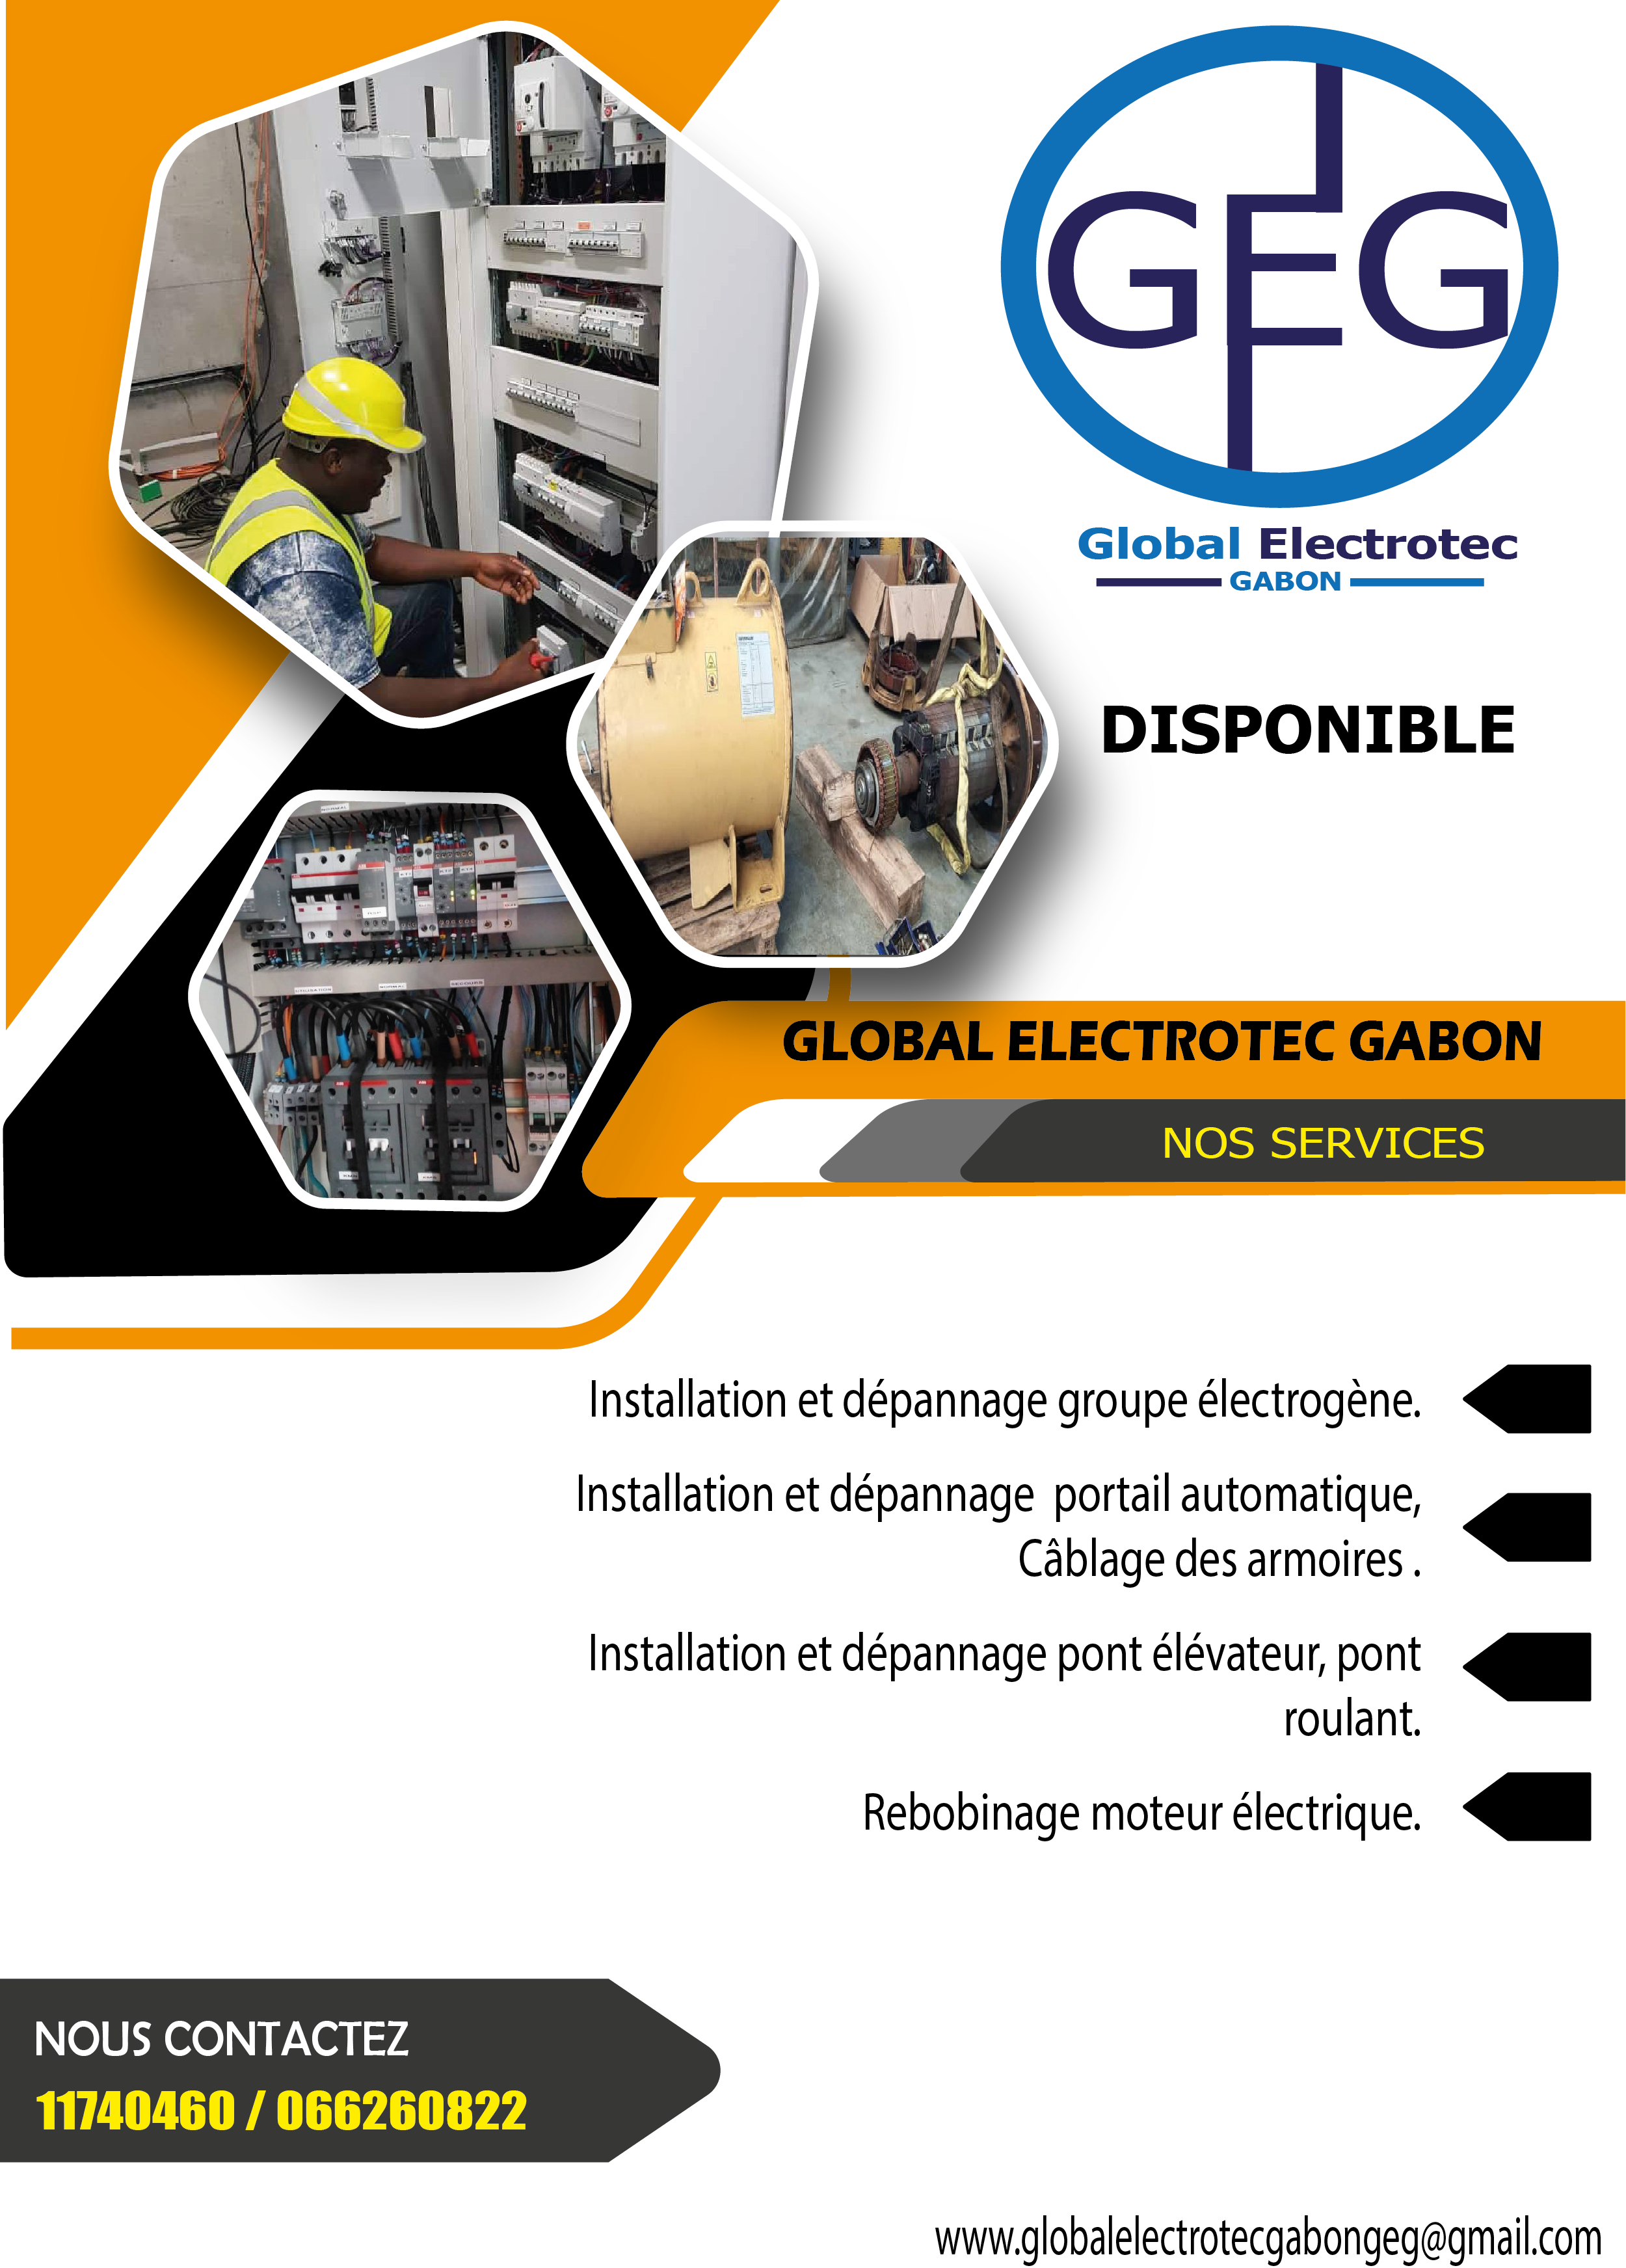 GEG
Global Electrotec
GABON
DISPONIBLE
GLOBAL ELECTROTEC GABON
NOS SERVICES
Installation et dépannage groupe électrogène.
Installation et dépannage portail automatique,
Câblage des armoires .
Installation et dépannage pont élévateur, pont
roulant.
Rebobinage moteur électrique.
NOUS CONTACTEZ
11740460 / 066260822
www.globalelectrotecgabongeg@gmail.com